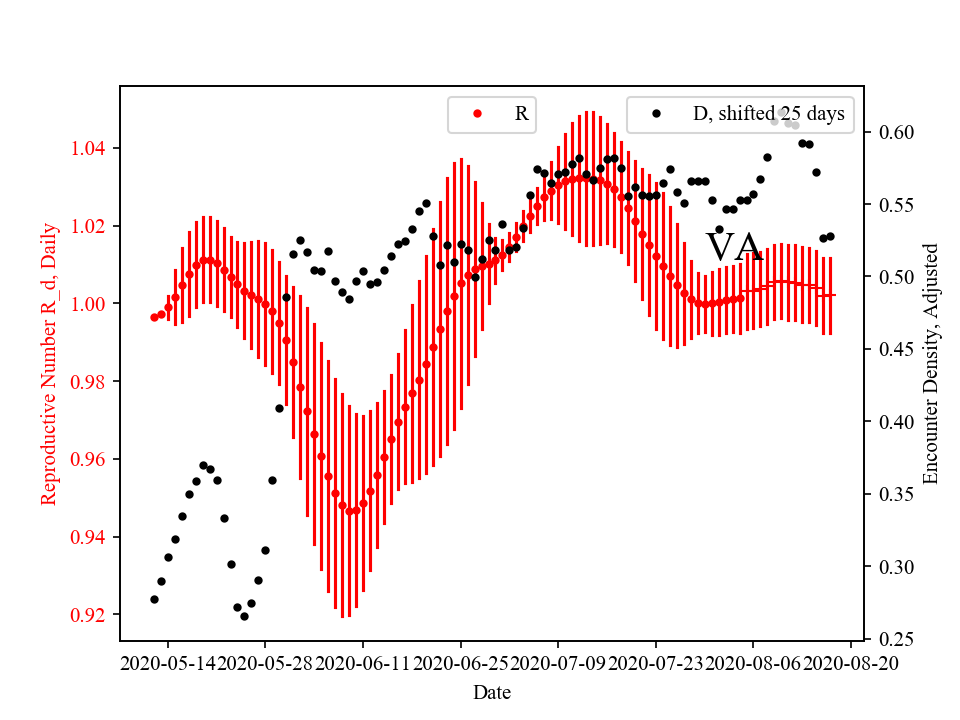 R
D, shifted 25 days
1.04
1.02
1.00
0.98
0.96
0.94
0.92
Reproductive Number R_d, Daily
VA
0.60
0.55
0.50
0.45
0.40
0.35
0.30
0.25
Encounter Density, Adjusted
2020-05-14 2020-05-28 2020-06-11 2020-06-25 2020-07-09 2020-07-23 2020-08-06 2020-08-20
Date